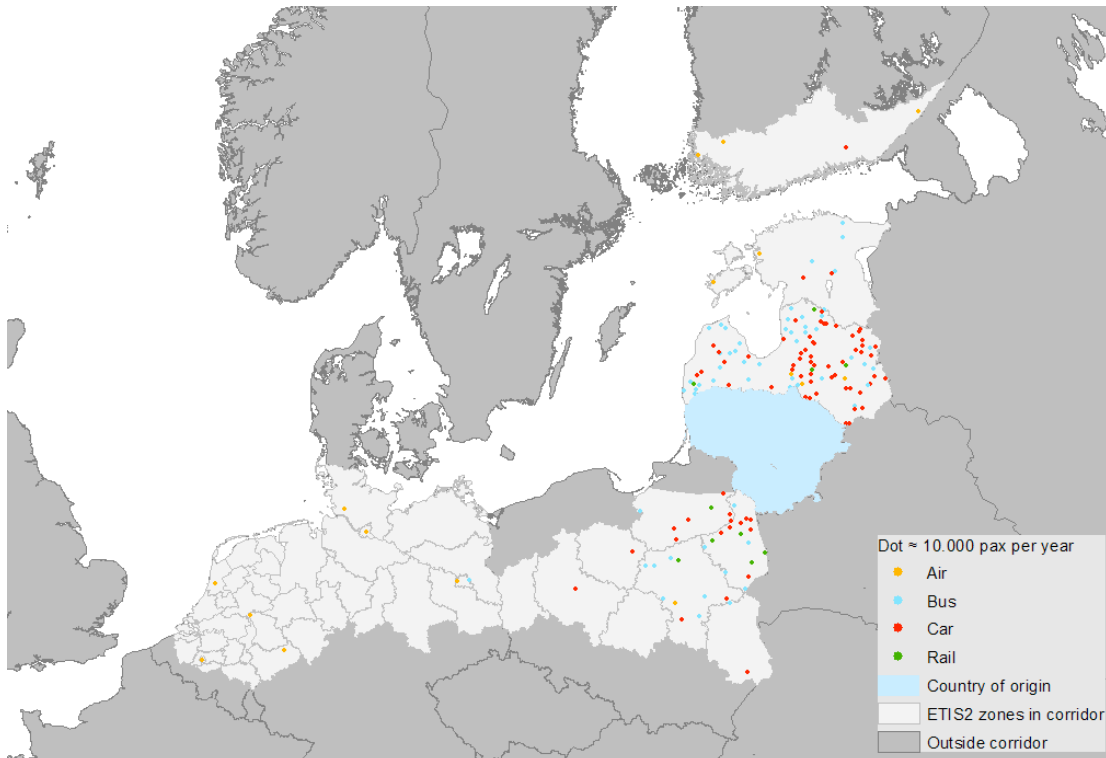 Dot ≈ 10.000 pax per year
Air
Bus
Car
Rail
Country of origin
ETIS2 zones in corridor
Outside corridor